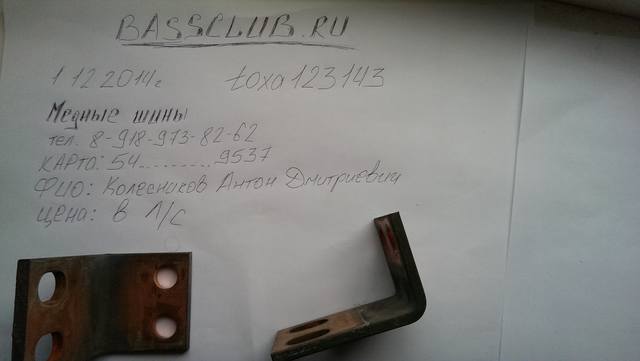 BASSCLUB.RU
1 12 2014г toxa123143
Медные шины
тел. 8-918-973-82-62
КАРТО: 54..........9537
ФИО: Колесников Антон Дмитриевич
цена: в Л/С